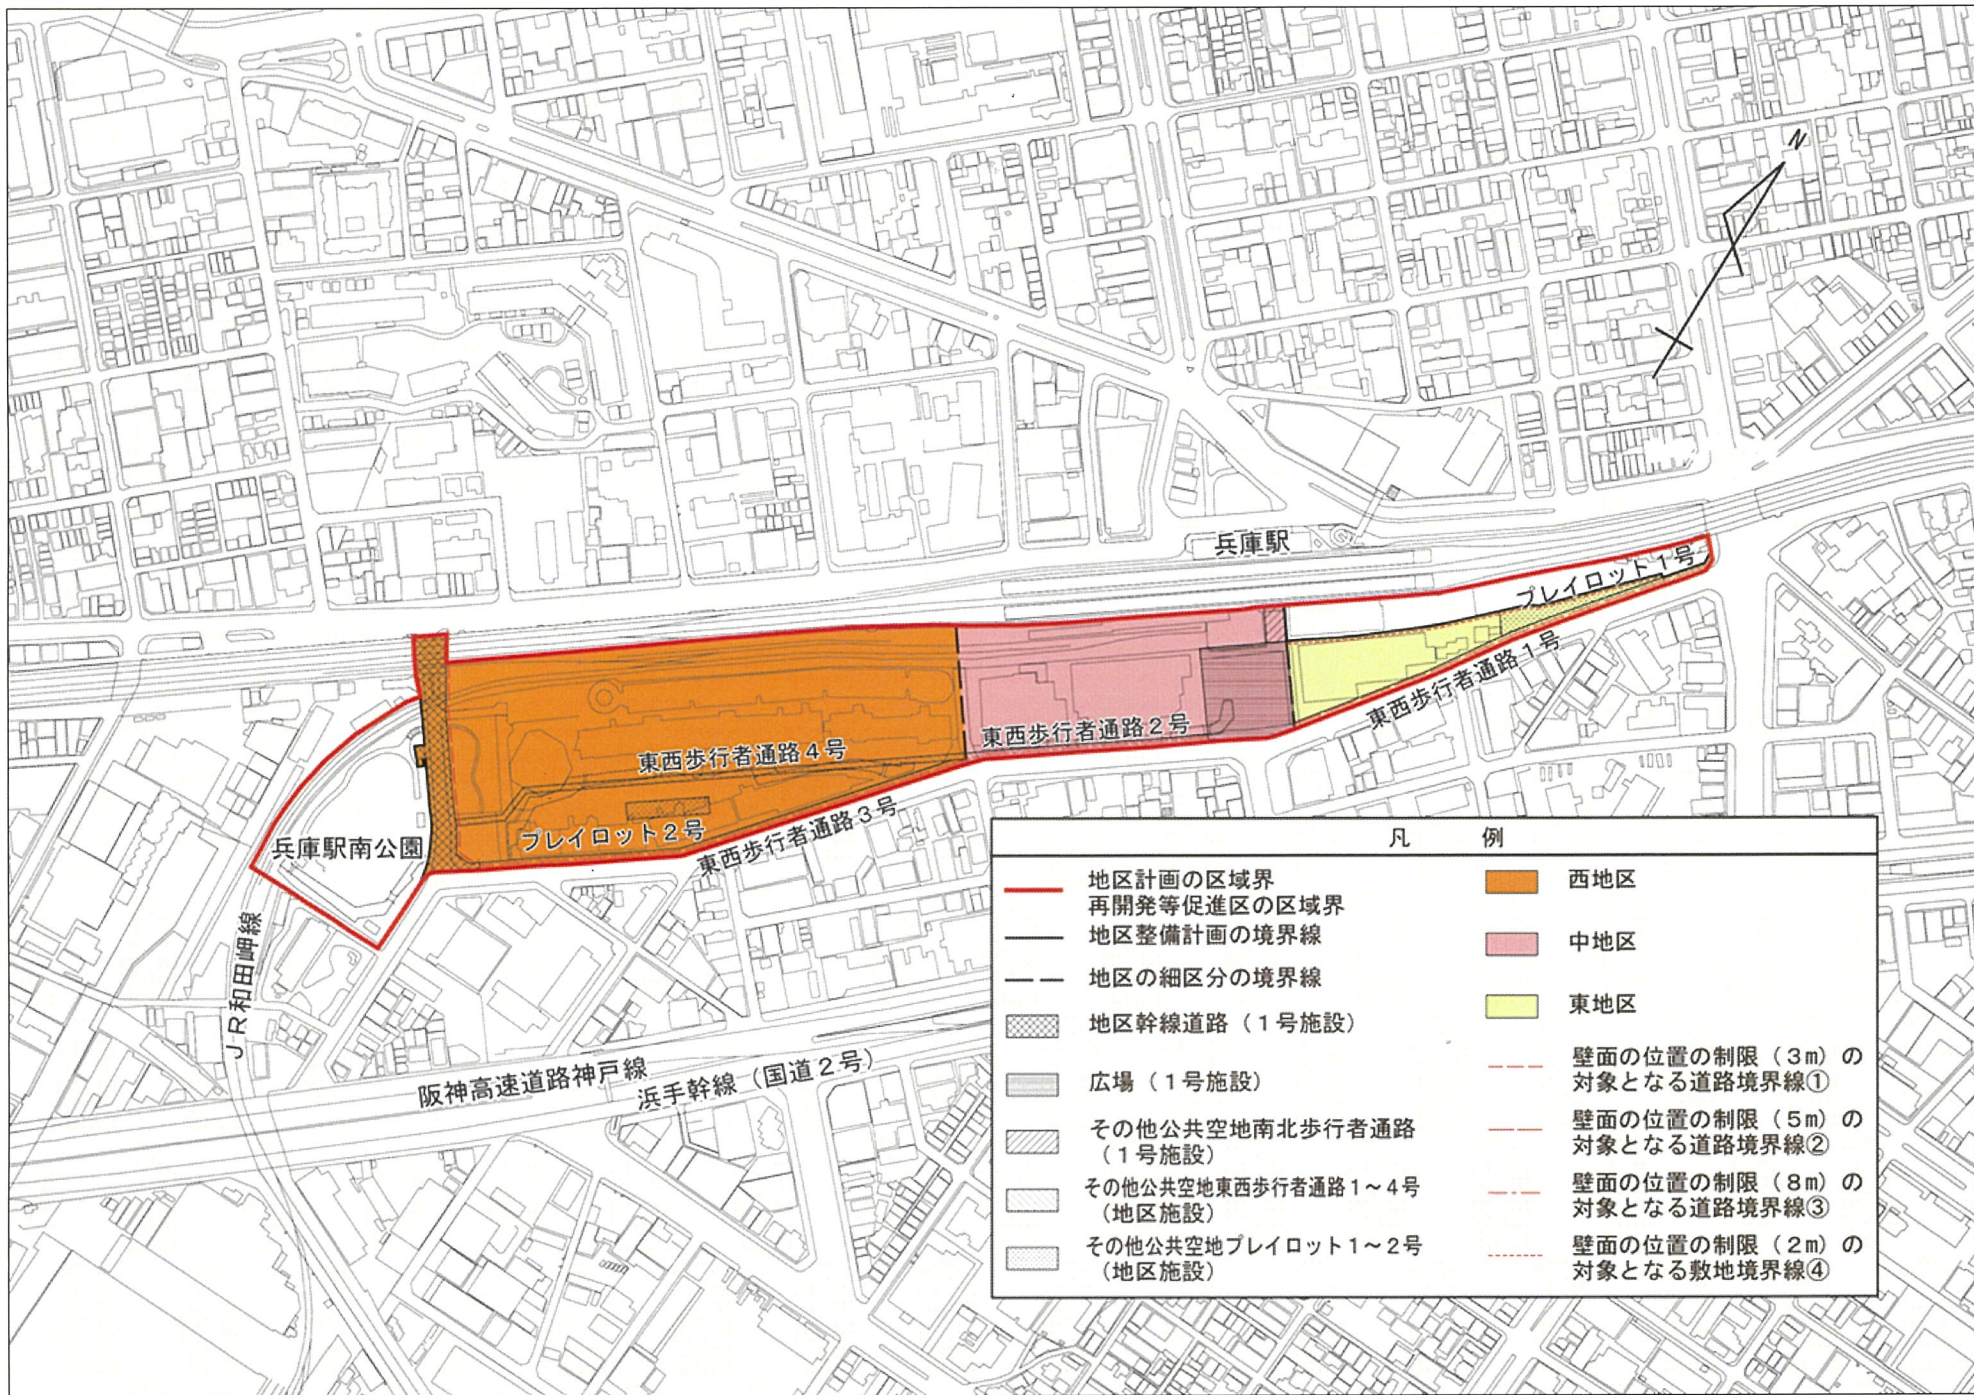 N
兵庫駅
プレイロット1号
東西歩行者通路1号
東西歩行者通路2号
東西歩行者通路4号
プレイロット2号
東西歩行者通路3号
兵庫駅南公園
JR和田岬線
阪神高速道路神戸線
浜手幹線（国道2号）
凡　例
地区計画の区域界
再開発等促進区の区域界
地区整備計画の境界線
地区の細区分の境界線
地区幹線道路（1号施設）
広場（1号施設）
その他公共空地南北歩行者通路
（1号施設）
その他公共空地東西歩行者通路1～4号
（地区施設）
その他公共空地プレイロット1～2号
（地区施設）
西地区
中地区
東地区
壁面の位置の制限（3m）の
対象となる道路境界線①
壁面の位置の制限（5m）の
対象となる道路境界線②
壁面の位置の制限（8m）の
対象となる道路境界線③
壁面の位置の制限（2m）の
対象となる敷地境界線④